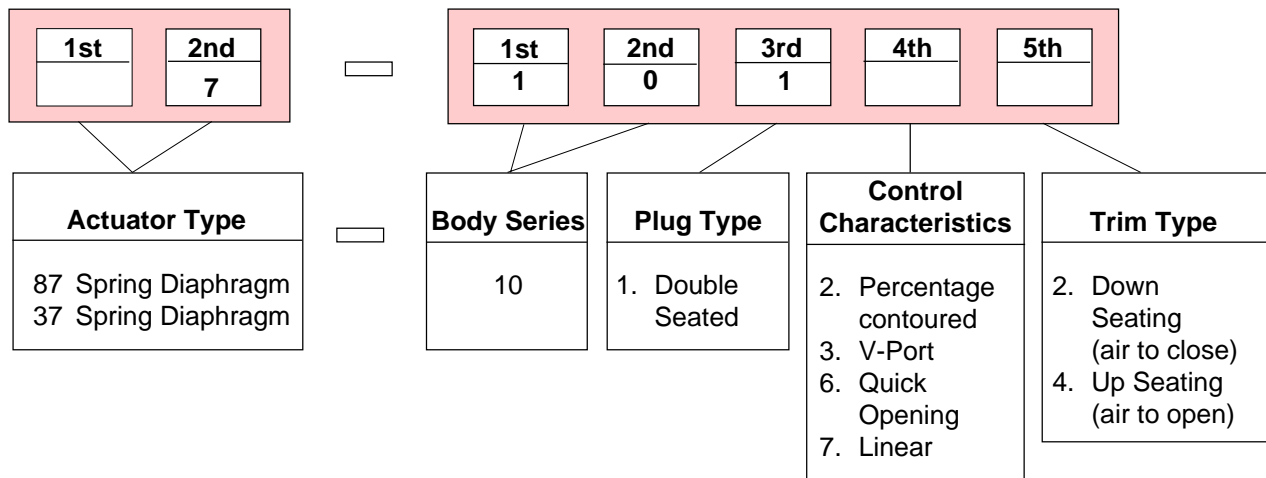 1st 2nd 1st 2nd 3rd 4th 5th
7 1 0 1
Actuator Type
87 Spring Diaphragm
37 Spring Diaphragm
Body Series
10
Plug Type
1. Double
Seated
Control
Characteristics
2. Percentage
contoured
3. V-Port
6. Quick
Opening
7. Linear
Trim Type
2. Down
Seating
(air to close)
4. Up Seating
(air to open)